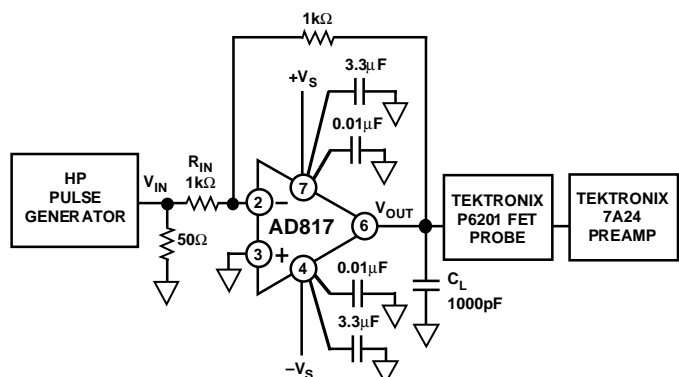 1kΩ
3.3µF
+VS
0.01µF
HP
PULSE
GENERATOR
VIN
RIN
1kΩ
50Ω
2
−
7
AD817
3
+
4
6
VOUT
TEKTRONIX
P6201 FET
PROBE
TEKTRONIX
7A24
PREAMP
0.01µF
CL
1000pF
3.3µF
−VS